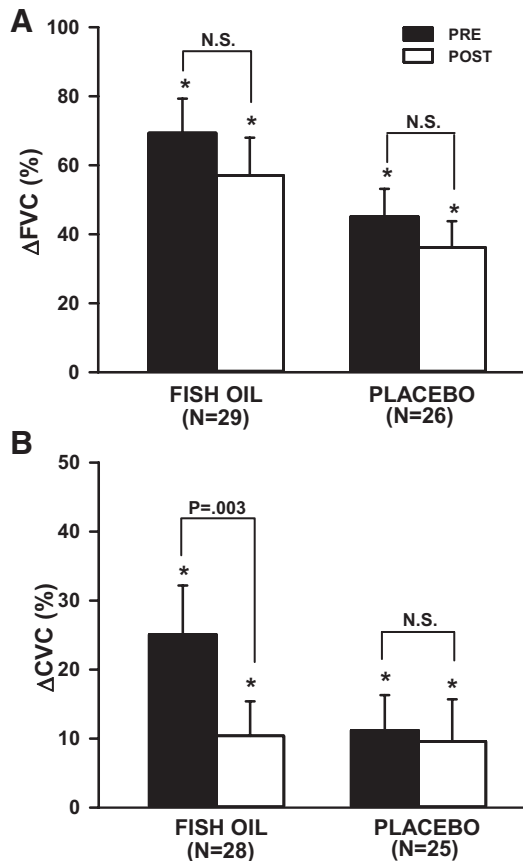 A
N.S.
PRE
POST
100
80
60
40
20
0
ΔFVC (%)
*
*
N.S.
*
*
FISH OIL
(N=29)
PLACEBO
(N=26)
B
50
40
30
20
10
0
ΔCVC (%)
P=.003
*
*
N.S.
*
*
FISH OIL
(N=28)
PLACEBO
(N=25)